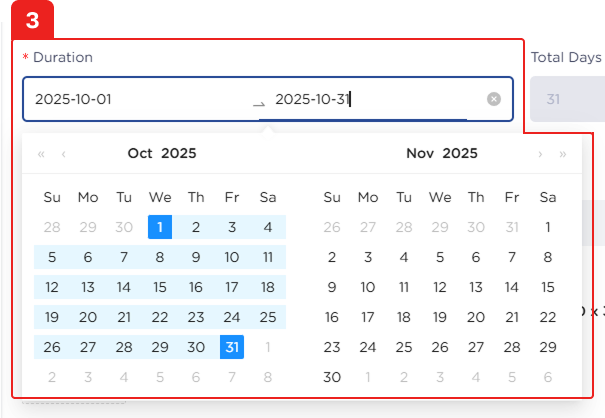 3
* Duration
Total Days
2025-10-01 → 2025-10-31
31
« ‹ Oct 2025 Nov 2025 › »
Su Mo Tu We Th Fr Sa Su Mo Tu We Th Fr Sa
28 29 30 1 2 3 4 26 27 28 29 30 31 1
5 6 7 8 9 10 11 2 3 4 5 6 7 8
12 13 14 15 16 17 18 9 10 11 12 13 14 15
19 20 21 22 23 24 25 16 17 18 19 20 21 22
26 27 28 29 30 31 1 23 24 25 26 27 28 29
2 3 4 5 6 7 8 30 1 2 3 4 5 6